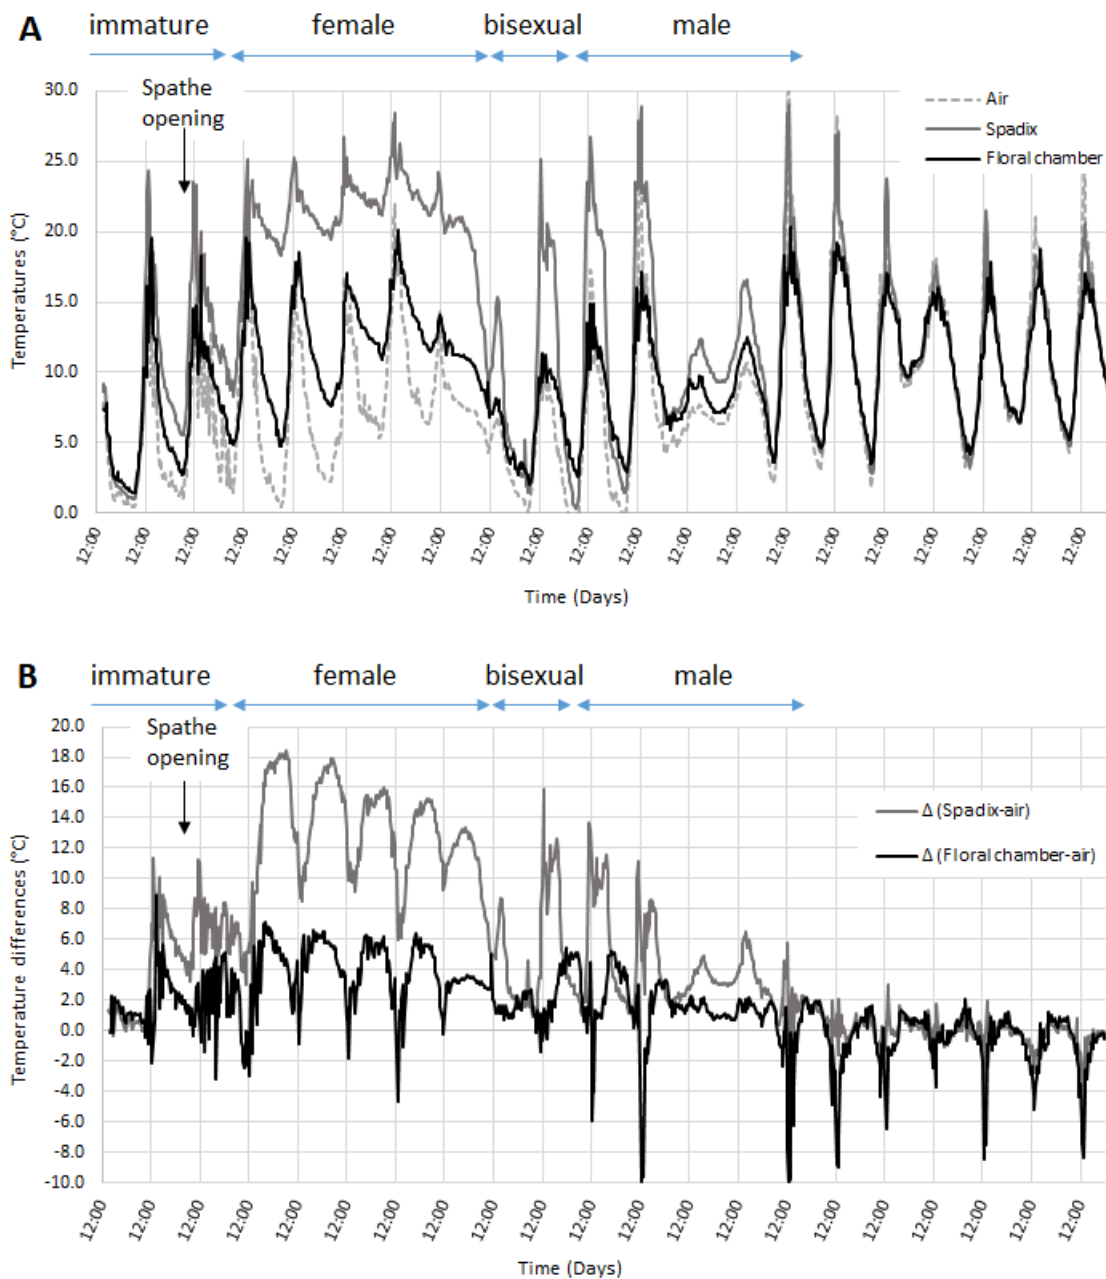 A
immature female bisexual male
Spathe
opening
30.0
25.0
20.0
15.0
10.0
5.0
0.0
Temperatures (°C)
Air
Spadix
Floral chamber
12:00 12:00 12:00 12:00 12:00 12:00 12:00 12:00 12:00 12:00 12:00 12:00 12:00 12:00 12:00 12:00 12:00 12:00 12:00 12:00 12:00
Time (Days)
B
immature female bisexual male
Spathe
opening
20.0
18.0
16.0
14.0
12.0
10.0
8.0
6.0
4.0
2.0
0.0
-2.0
-4.0
-6.0
-8.0
-10.0
Temperature differences (°C)
Δ (Spadix-air)
Δ (Floral chamber-air)
12:00 12:00 12:00 12:00 12:00 12:00 12:00 12:00 12:00 12:00 12:00 12:00 12:00 12:00 12:00 12:00 12:00 12:00 12:00 12:00 12:00
Time (Days)